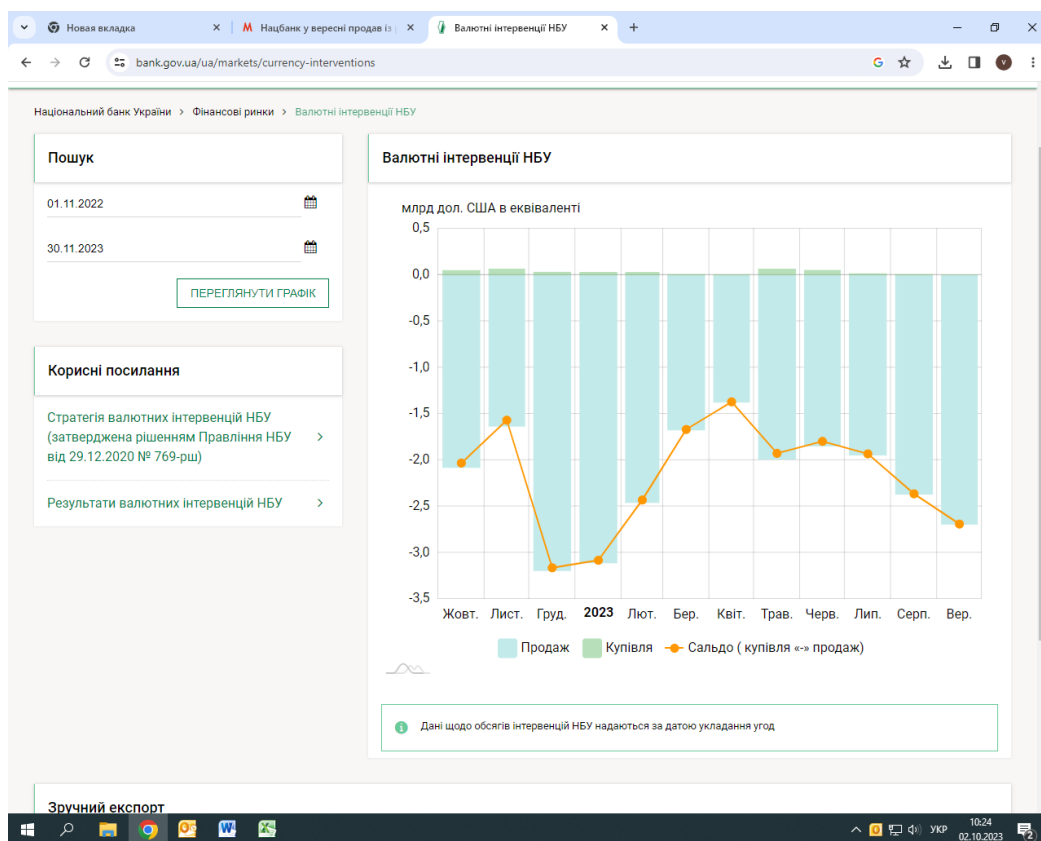 Новая вкладка
Нацбанк у вересні продав із р
Валютні інтервенції НБУ
bank.gov.ua/ua/markets/currency-interventions
Національний банк України > Фінансові ринки > Валютні інтервенції НБУ
Пошук
01.11.2022
30.11.2023
ПЕРЕГЛЯНУТИ ГРАФІК
Корисні посилання
Стратегія валютних інтервенцій НБУ
(затверджена рішенням Правління НБУ
від 29.12.2020 № 769-рш)
Результати валютних інтервенцій НБУ
Валютні інтервенції НБУ
млрд дол. США в еквіваленті
0,5
0,0
-0,5
-1,0
-1,5
-2,0
-2,5
-3,0
-3,5
Жовт. Лист. Груд. 2023 Лют. Бер. Квіт. Трав. Черв. Лип. Серп. Вер.
Продаж Купівля Сальдо ( купівля «-» продаж)
Дані щодо обсягів інтервенцій НБУ надаються за датою укладання угод
Зручний експорт
УКР
10:24
02.10.2023
2